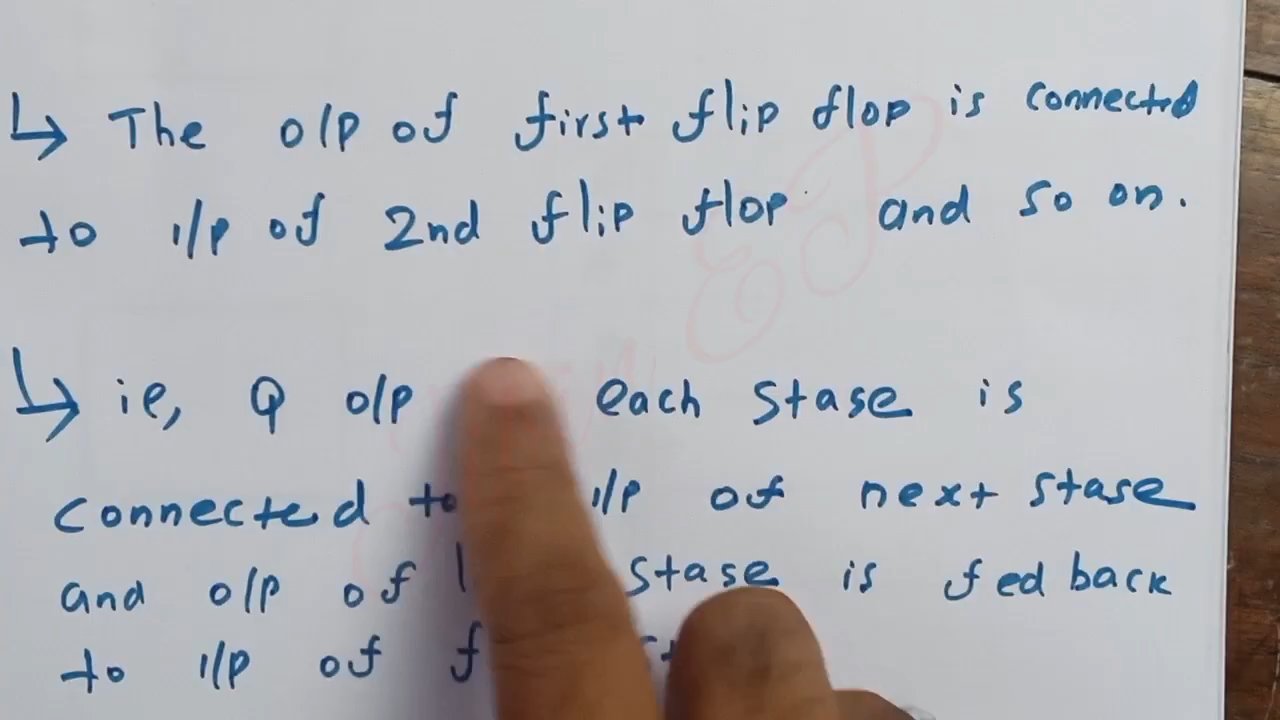 ↳ The o/p of first flip flop is connected
to i/p of 2nd flip flop and so on.
↳ ie, Q o/p each stage is
connected to i/p of next stage
and o/p of stage is fed back
to i/p of